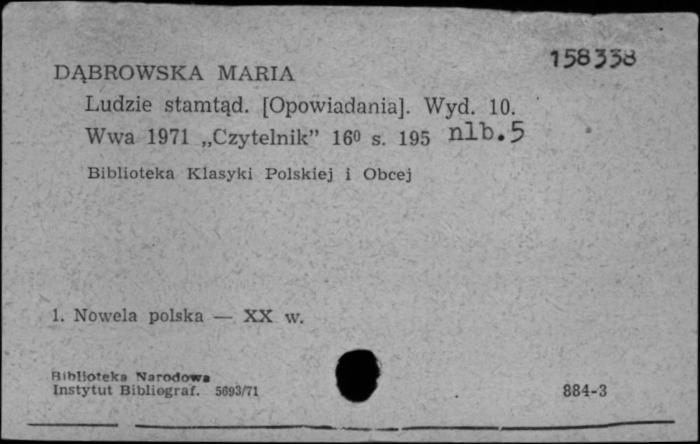 158338
DĄBROWSKA MARIA
Ludzie stamtąd. [Opowiadania]. Wyd. 10.
Wwa 1971 „Czytelnik” 16⁰ s. 195 nlb.5
Biblioteka Klasyki Polskiej i Obcej
1. Nowela polska — XX w.
Biblioteka Narodowa
Instytut Bibliograf. 5693/71
884-3